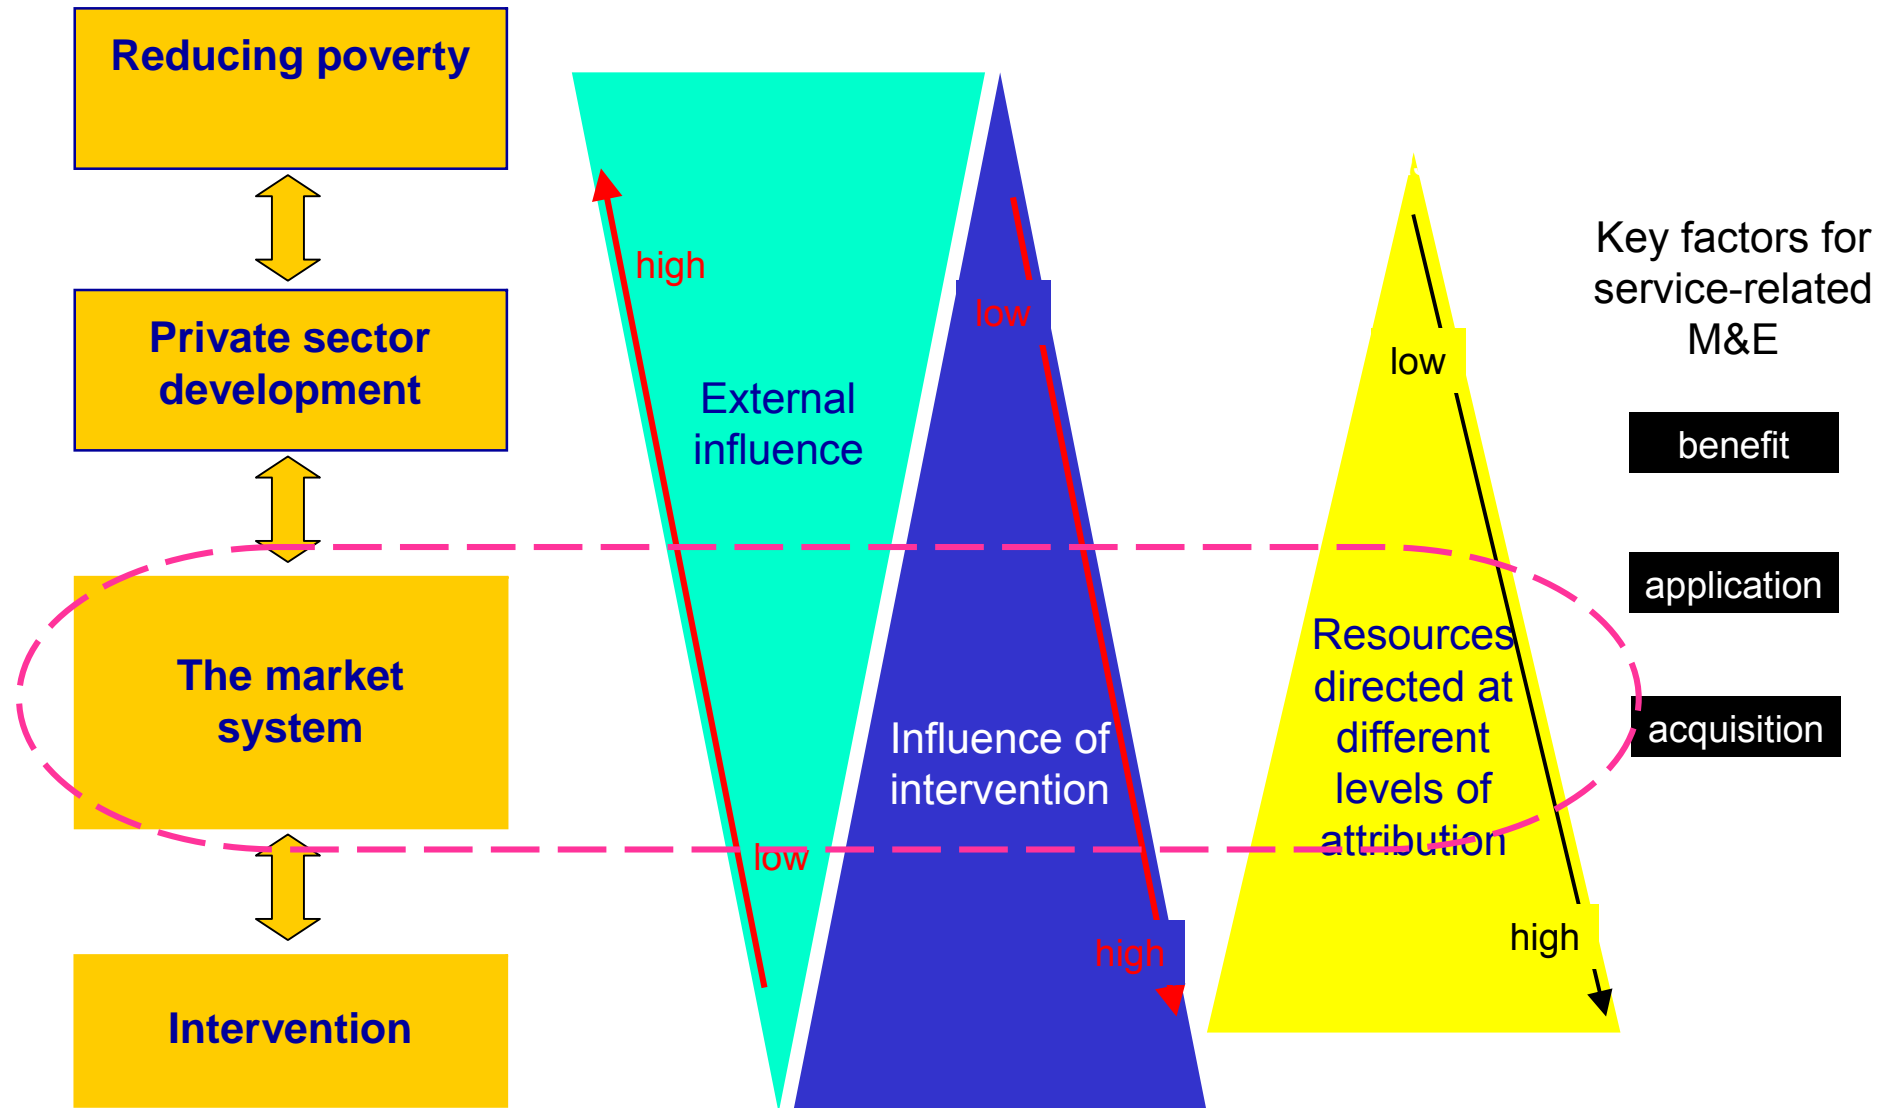 Reducing poverty
Private sector
development
The market
system
Intervention
high
External
influence
low
low
Influence of
intervention
high
low
Resources
directed at
different
levels of
attribution
high
Key factors for
service-related
M&E
benefit
application
acquisition